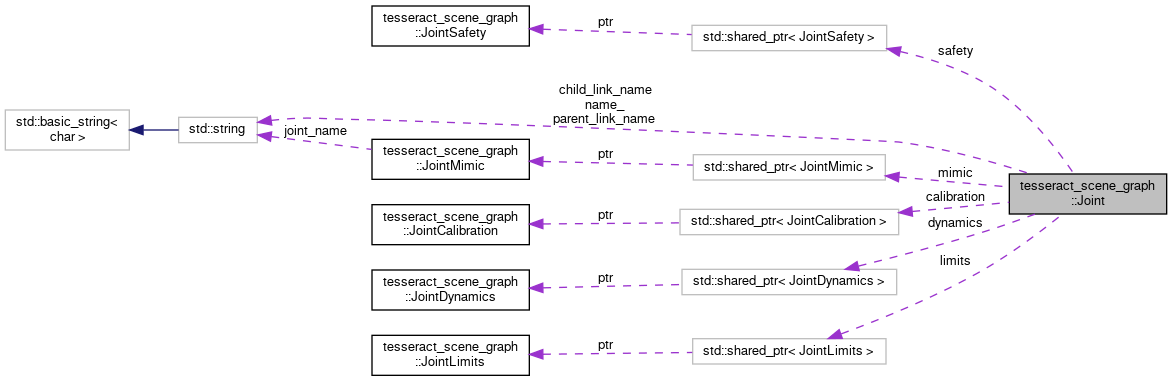 tesseract_scene_graph
::JointSafety
ptr
std::shared_ptr< JointSafety >
safety
child_link_name
name_
parent_link_name
std::basic_string<
char >
std::string
joint_name
tesseract_scene_graph
::JointMimic
ptr
std::shared_ptr< JointMimic >
mimic
tesseract_scene_graph
::Joint
calibration
tesseract_scene_graph
::JointCalibration
ptr
std::shared_ptr< JointCalibration >
dynamics
tesseract_scene_graph
::JointDynamics
ptr
std::shared_ptr< JointDynamics >
limits
tesseract_scene_graph
::JointLimits
ptr
std::shared_ptr< JointLimits >